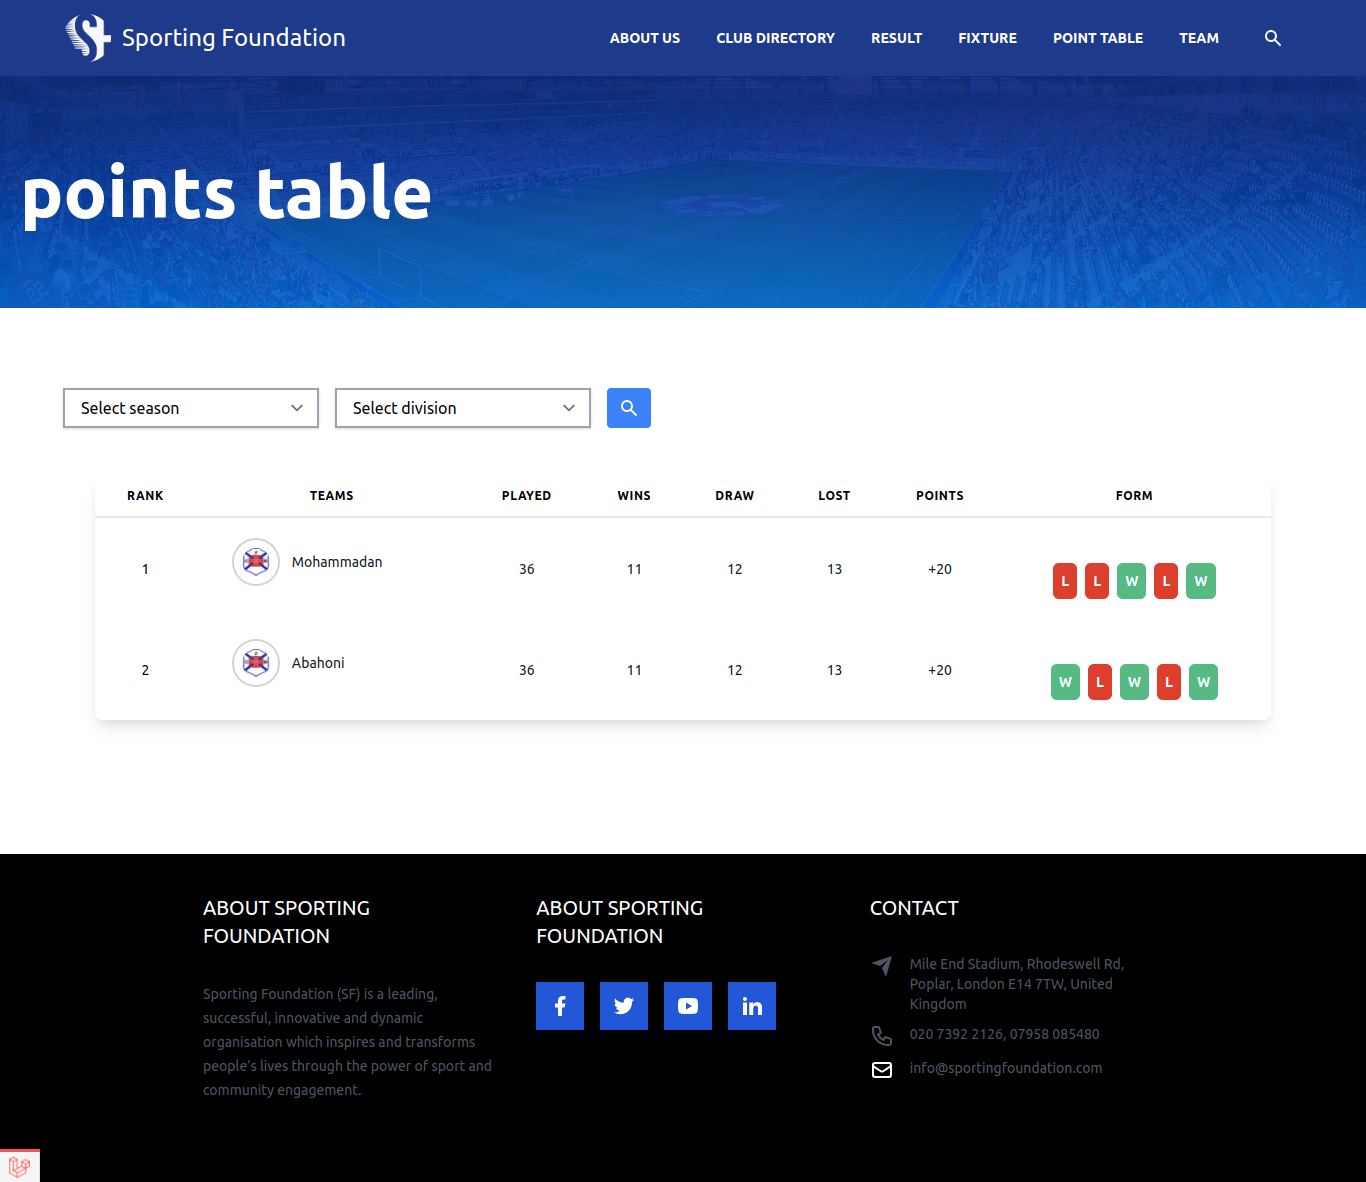 Sporting Foundation
ABOUT US CLUB DIRECTORY RESULT FIXTURE POINT TABLE TEAM
points table
Select season Select division
RANK TEAMS PLAYED WINS DRAW LOST POINTS FORM
1 Mohammadan 36 11 12 13 +20 L L W L W
2 Abahoni 36 11 12 13 +20 W L W L W
ABOUT SPORTING
FOUNDATION
Sporting Foundation (SF) is a leading,
successful, innovative and dynamic
organisation which inspires and transforms
people's lives through the power of sport and
community engagement.
ABOUT SPORTING
FOUNDATION
CONTACT
Mile End Stadium, Rhodeswell Rd,
Poplar, London E14 7TW, United
Kingdom
020 7392 2126, 07958 085480
info@sportingfoundation.com